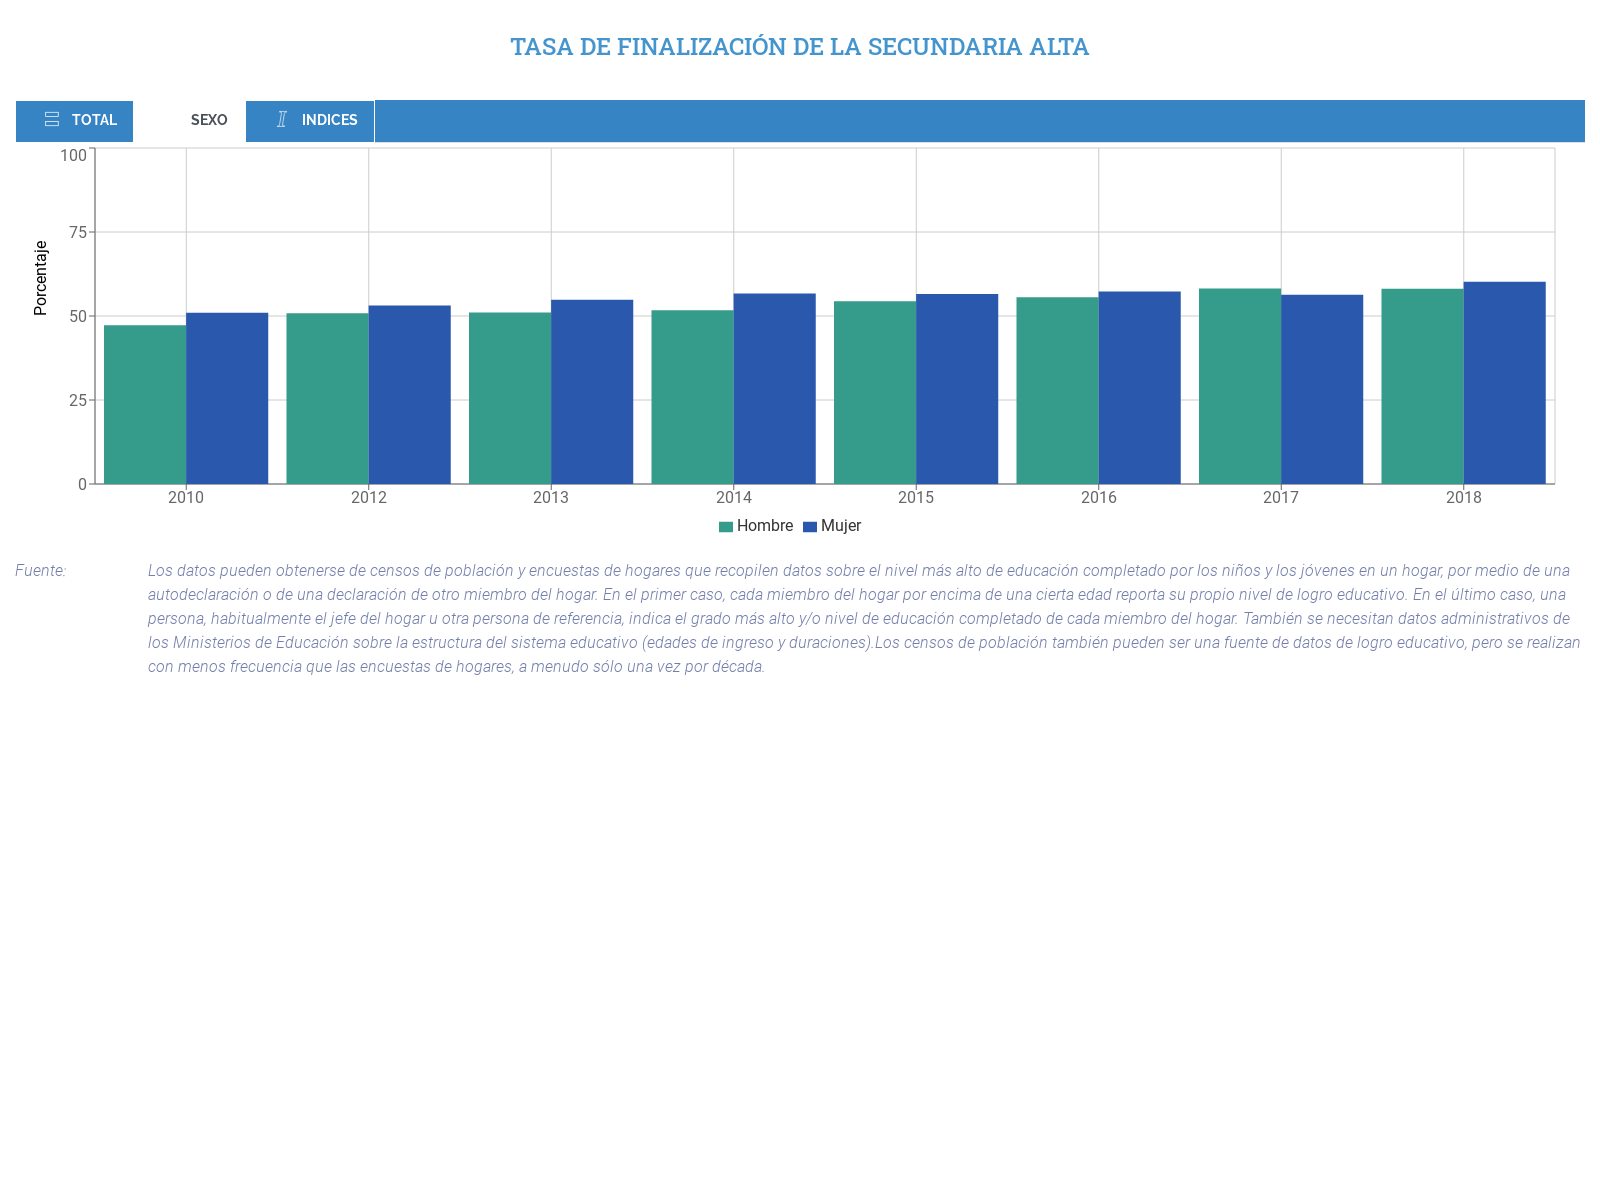 TASA DE FINALIZACIÓN DE LA SECUNDARIA ALTA
TOTAL
SEXO
INDICES
Porcentaje
100
75
50
25
0
2010 2012 2013 2014 2015 2016 2017 2018
Hombre Mujer
Fuente: Los datos pueden obtenerse de censos de población y encuestas de hogares que recopilen datos sobre el nivel más alto de educación completado por los niños y los jóvenes en un hogar, por medio de una
autodeclaración o de una declaración de otro miembro del hogar. En el primer caso, cada miembro del hogar por encima de una cierta edad reporta su propio nivel de logro educativo. En el último caso, una
persona, habitualmente el jefe del hogar u otra persona de referencia, indica el grado más alto y/o nivel de educación completado de cada miembro del hogar. También se necesitan datos administrativos de
los Ministerios de Educación sobre la estructura del sistema educativo (edades de ingreso y duraciones).Los censos de población también pueden ser una fuente de datos de logro educativo, pero se realizan
con menos frecuencia que las encuestas de hogares, a menudo sólo una vez por década.